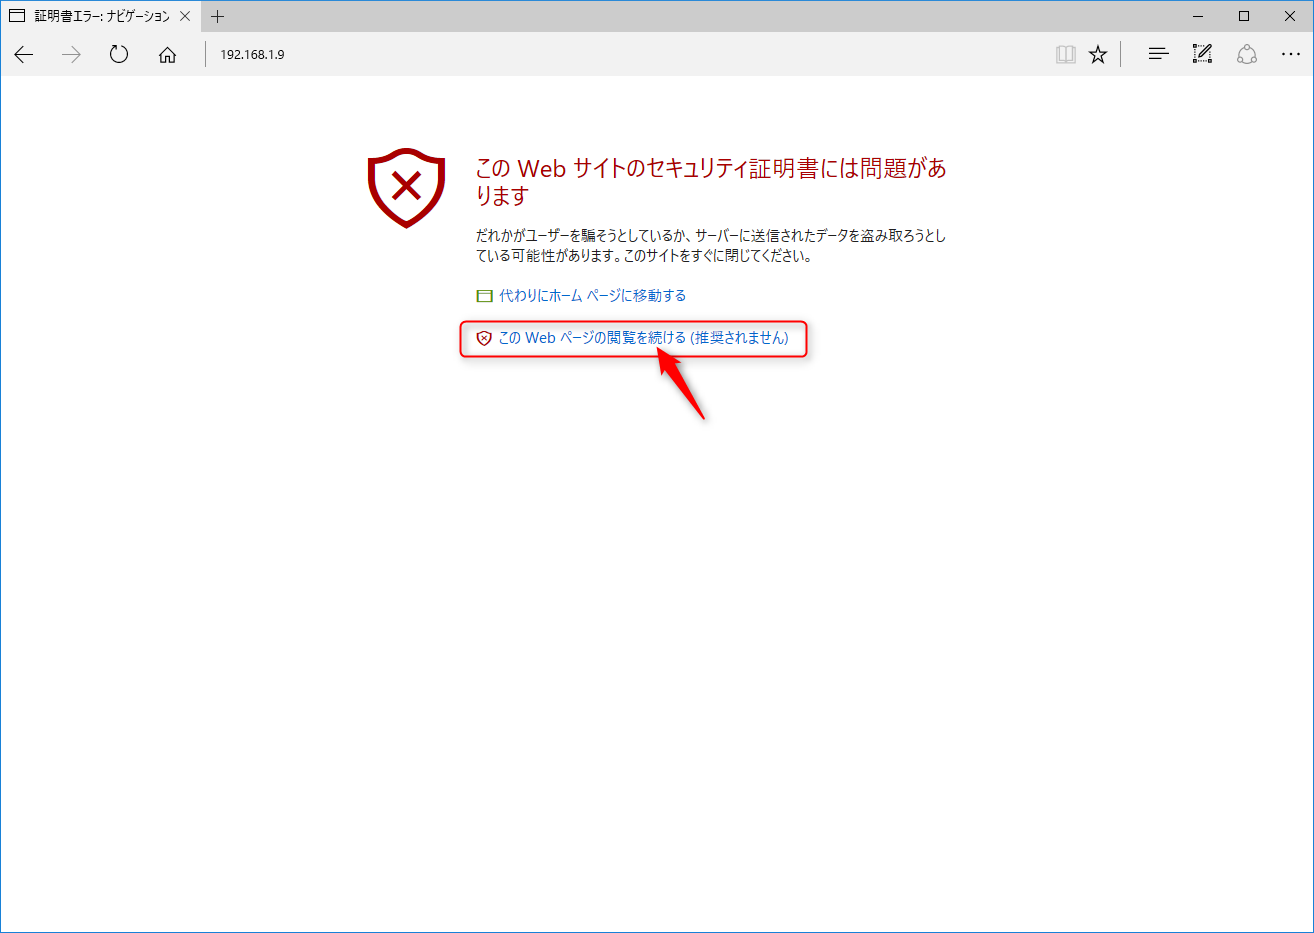 証明書エラー: ナビゲーション
192.168.1.9
この Web サイトのセキュリティ証明書には問題があ
ります
だれかがユーザーを騙そうとしているか、サーバーに送信されたデータを盗み取ろうとし
ている可能性があります。このサイトをすぐに閉じてください。
代わりにホーム ページに移動する
この Web ページの閲覧を続ける (推奨されません)